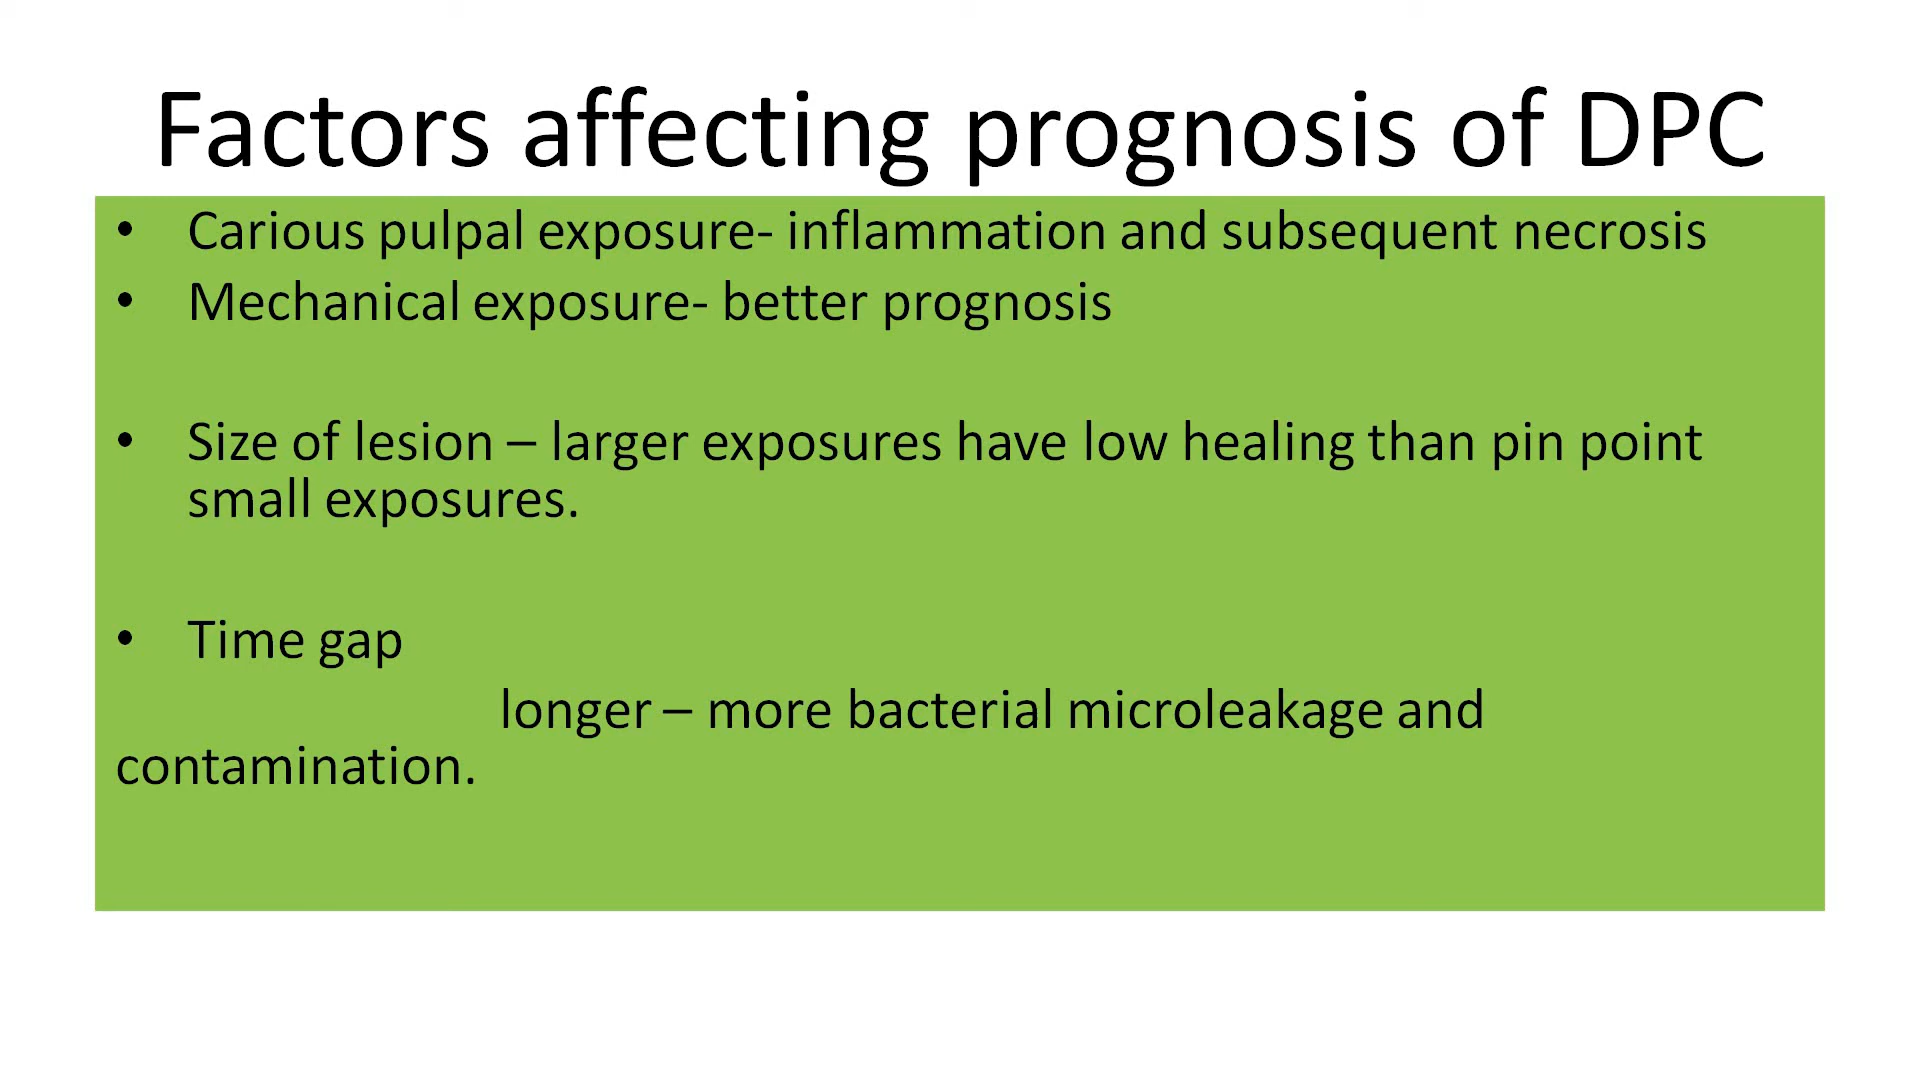 Factors affecting prognosis of DPC
• Carious pulpal exposure- inflammation and subsequent necrosis
• Mechanical exposure- better prognosis
• Size of lesion – larger exposures have low healing than pin point
small exposures.
• Time gap
longer – more bacterial microleakage and
contamination.